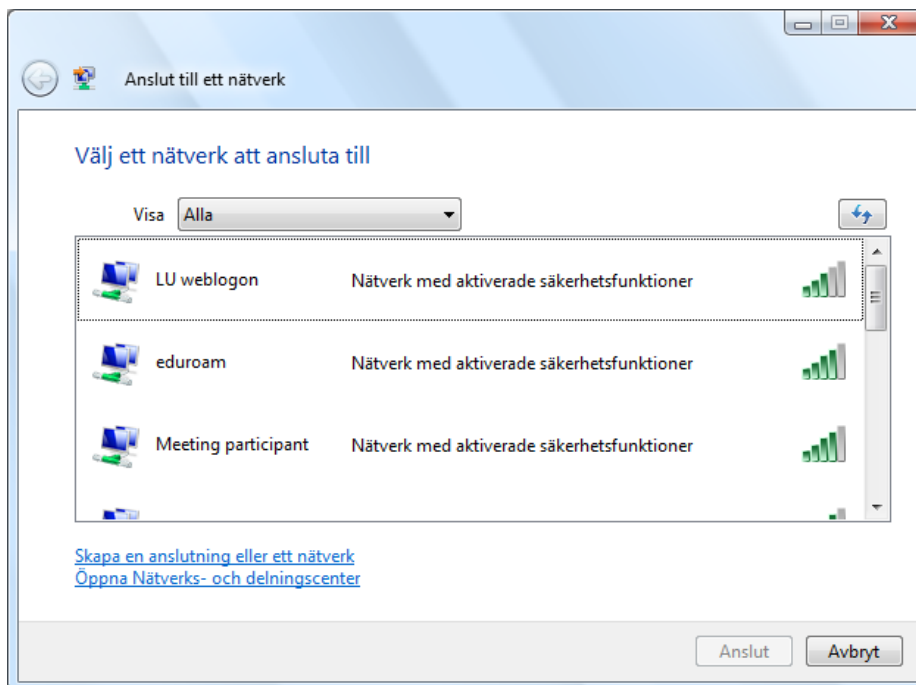 Anslut till ett nätverk
Välj ett nätverk att ansluta till
Visa Alla
LU weblogon Nätverk med aktiverade säkerhetsfunktioner
eduroam Nätverk med aktiverade säkerhetsfunktioner
Meeting participant Nätverk med aktiverade säkerhetsfunktioner
Skapa en anslutning eller ett nätverk
Öppna Nätverks- och delningscenter
Anslut Avbryt